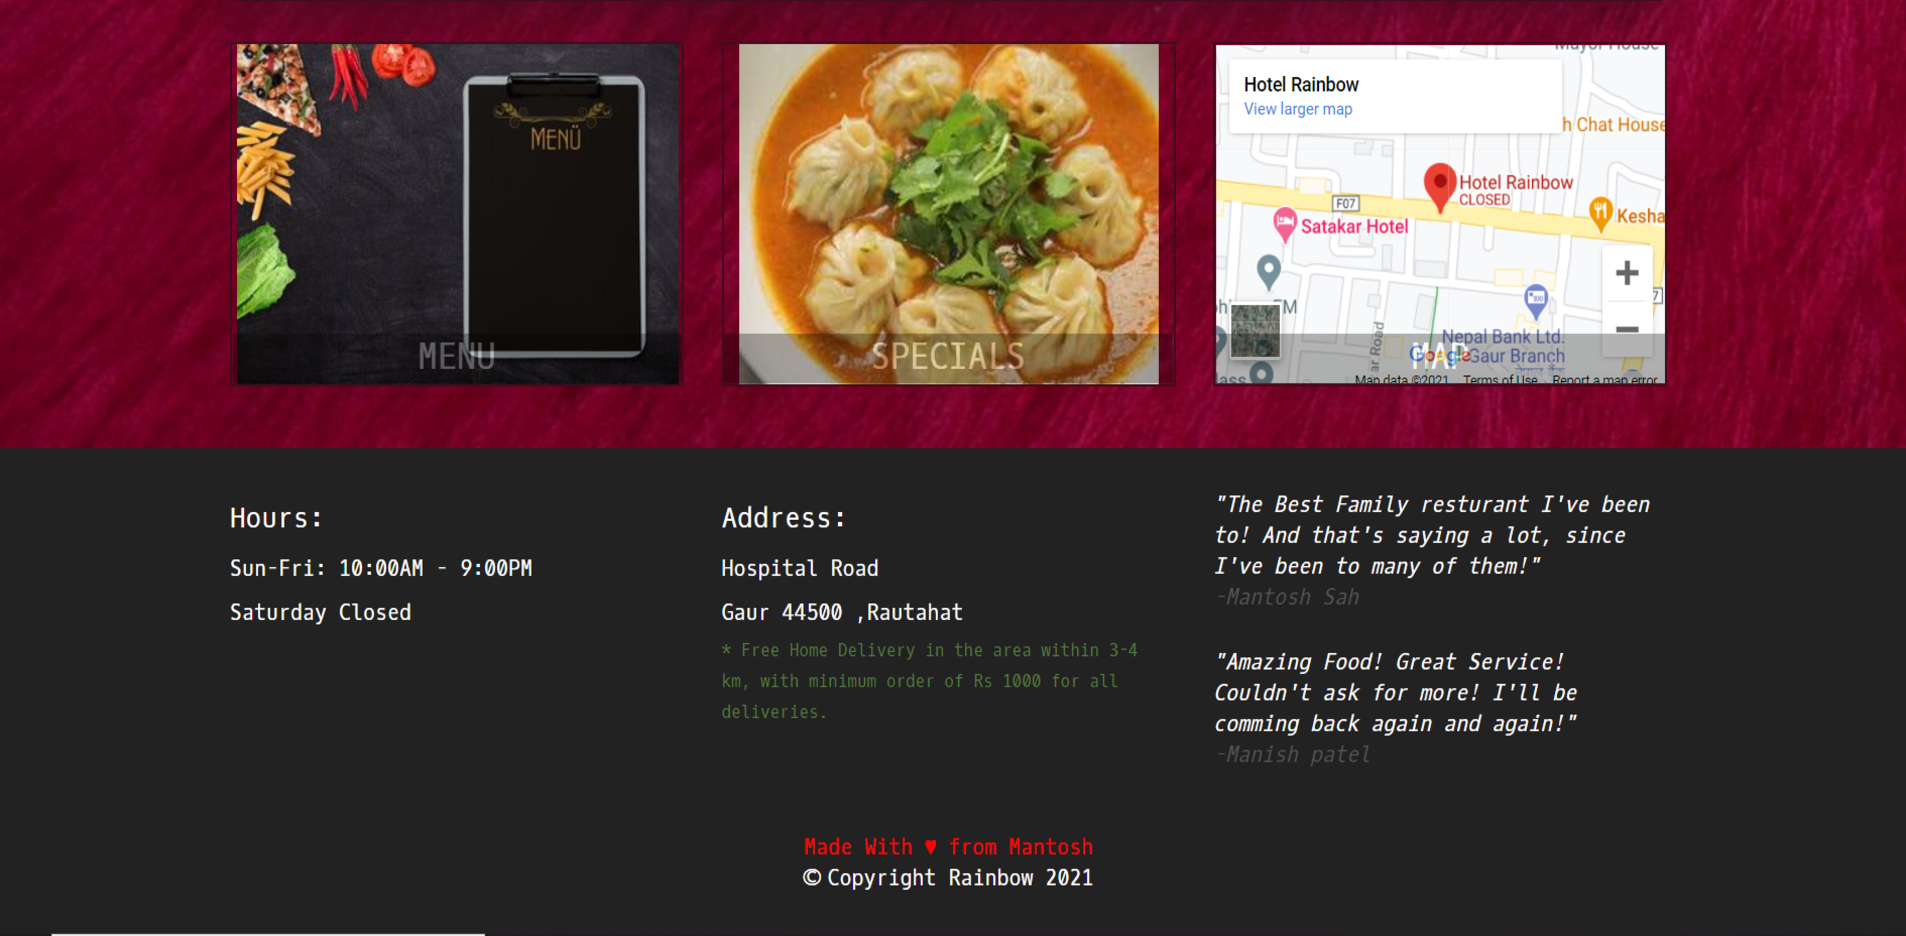 MENÜ
MENU
SPECIALS
Hotel Rainbow
View larger map
h Chat House
Hotel Rainbow
CLOSED
F07
Satakar Hotel
Kesha
ar Road
Nepal Bank Ltd.
Gaur Branch
Google
MAP
Map data ©2021 Terms of Use Report a map error
Hours:
Sun-Fri: 10:00AM - 9:00PM
Saturday Closed
Address:
Hospital Road
Gaur 44500 ,Rautahat
* Free Home Delivery in the area within 3-4
km, with minimum order of Rs 1000 for all
deliveries.
"The Best Family resturant I've been
to! And that's saying a lot, since
I've been to many of them!"
-Mantosh Sah
"Amazing Food! Great Service!
Couldn't ask for more! I'll be
comming back again and again!"
-Manish patel
Made With ♥ from Mantosh
© Copyright Rainbow 2021